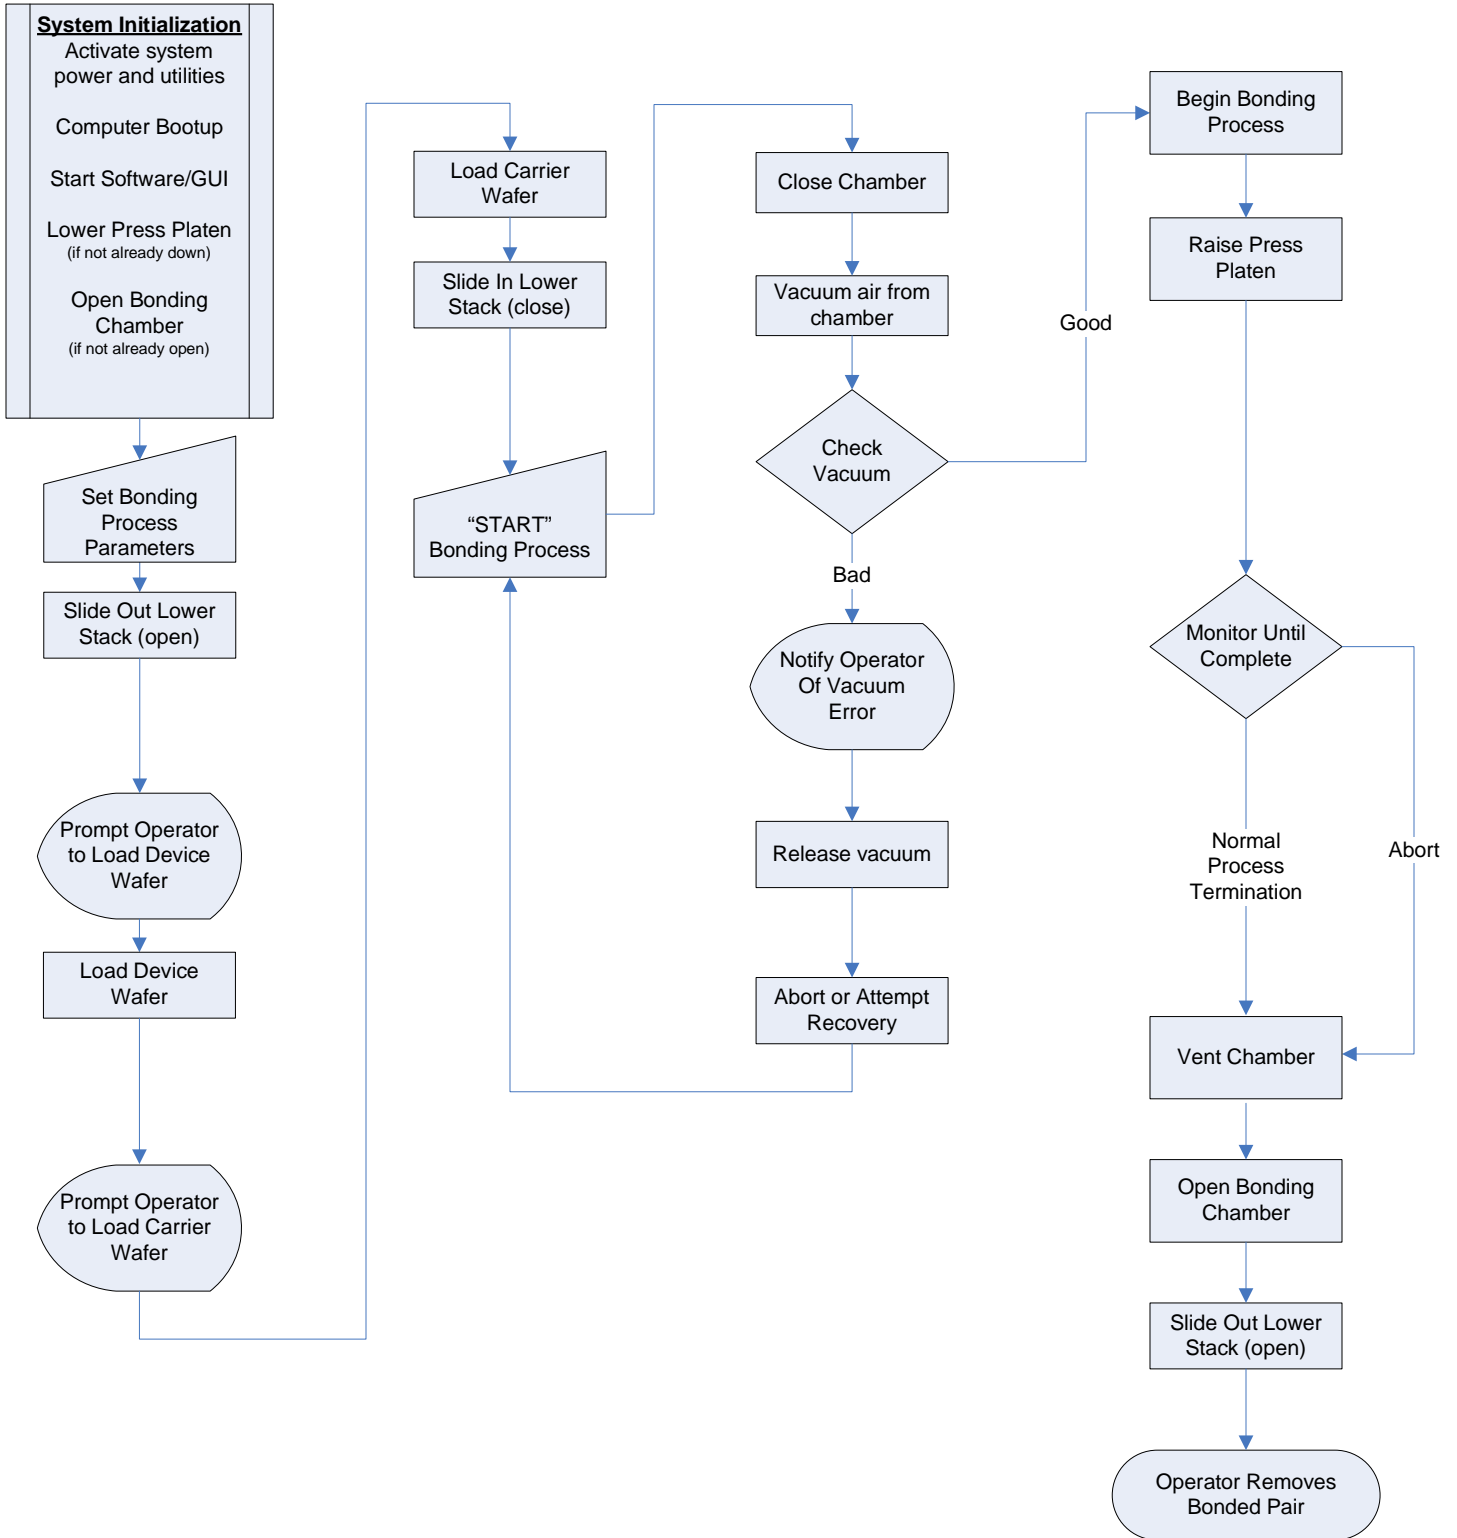 System Initialization
Activate system
power and utilities
Computer Bootup
Start Software/GUI
Lower Press Platen
(if not already down)
Open Bonding
Chamber
(if not already open)
Set Bonding
Process
Parameters
Slide Out Lower
Stack (open)
Prompt Operator
to Load Device
Wafer
Load Device
Wafer
Prompt Operator
to Load Carrier
Wafer
Load Carrier
Wafer
Slide In Lower
Stack (close)
“START”
Bonding Process
Close Chamber
Vacuum air from
chamber
Check
Vacuum
Good
Bad
Notify Operator
Of Vacuum
Error
Release vacuum
Abort or Attempt
Recovery
Begin Bonding
Process
Raise Press
Platen
Monitor Until
Complete
Normal
Process
Termination
Abort
Vent Chamber
Open Bonding
Chamber
Slide Out Lower
Stack (open)
Operator Removes
Bonded Pair